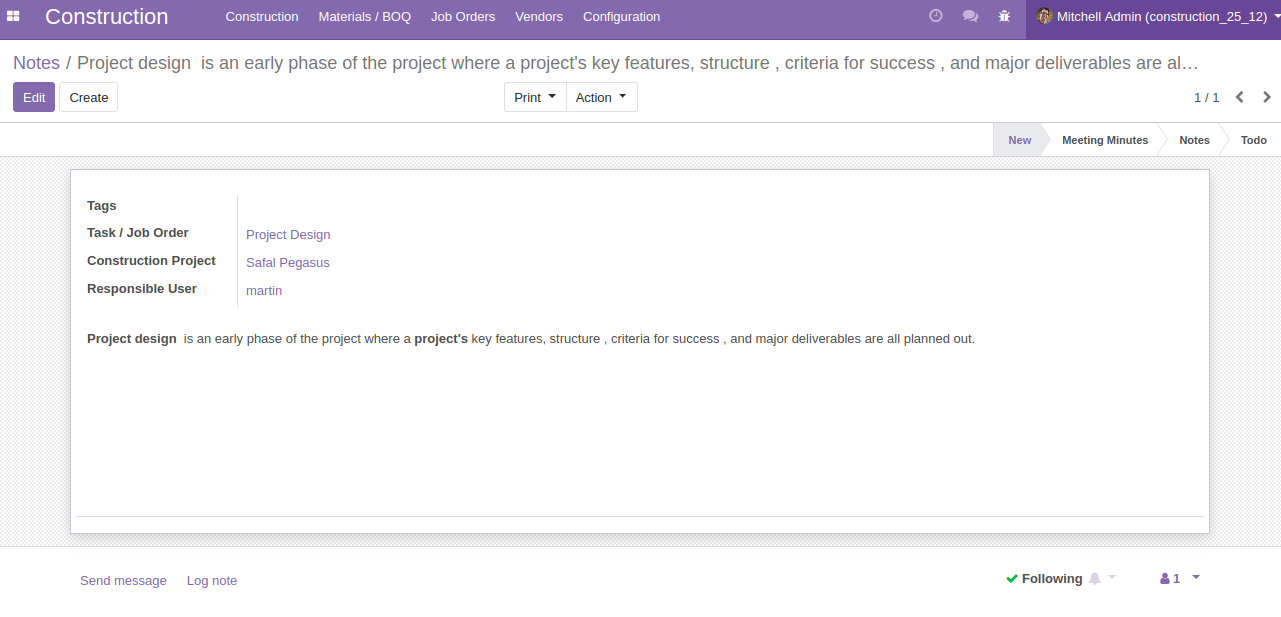 Construction Construction Materials / BOQ Job Orders Vendors Configuration Mitchell Admin (construction_25_12)
Notes / Project design  is an early phase of the project where a project's key features, structure , criteria for success , and major deliverables are al…
Edit Create Print Action 1 / 1
New Meeting Minutes Notes Todo
Tags
Task / Job Order Project Design
Construction Project Safal Pegasus
Responsible User martin
Project design  is an early phase of the project where a project's key features, structure , criteria for success , and major deliverables are all planned out.
Send message Log note Following 1